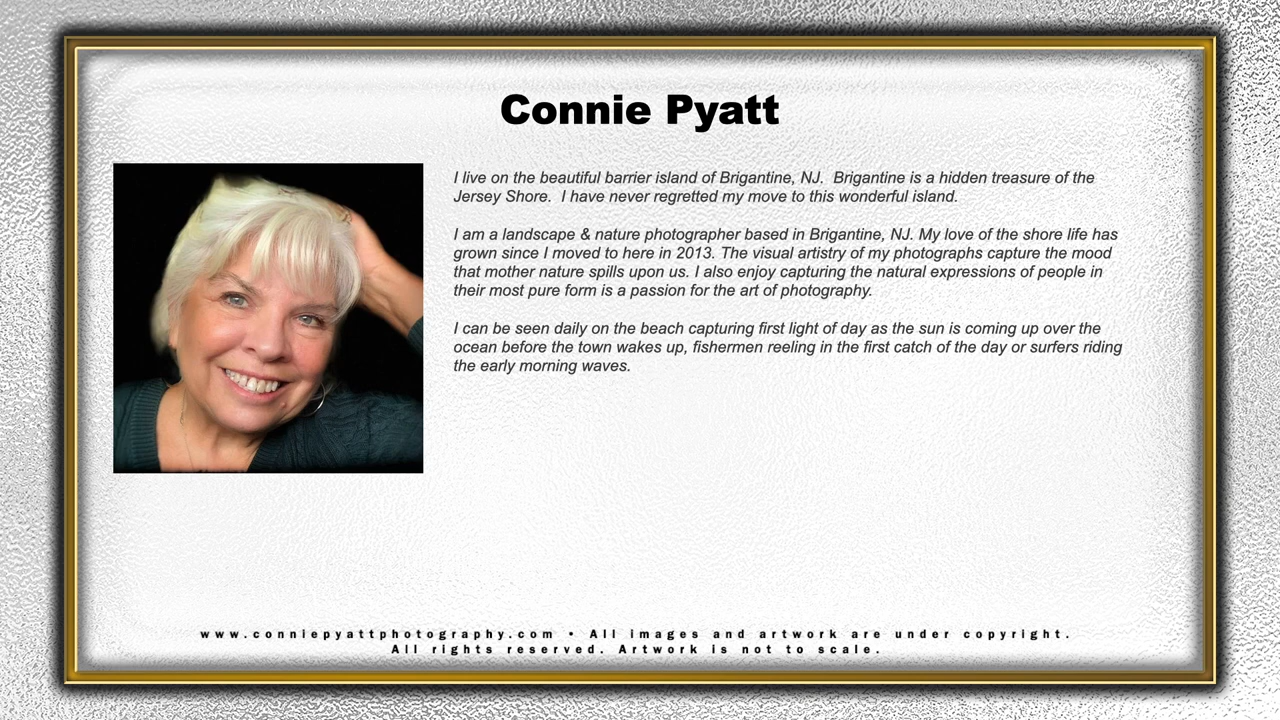 Connie Pyatt
I live on the beautiful barrier island of Brigantine, NJ.  Brigantine is a hidden treasure of the
Jersey Shore.  I have never regretted my move to this wonderful island.
I am a landscape & nature photographer based in Brigantine, NJ. My love of the shore life has
grown since I moved to here in 2013. The visual artistry of my photographs capture the mood
that mother nature spills upon us. I also enjoy capturing the natural expressions of people in
their most pure form is a passion for the art of photography.
I can be seen daily on the beach capturing first light of day as the sun is coming up over the
ocean before the town wakes up, fishermen reeling in the first catch of the day or surfers riding
the early morning waves.
www.conniepyattphotography.com • All images and artwork are under copyright.
All rights reserved. Artwork is not to scale.